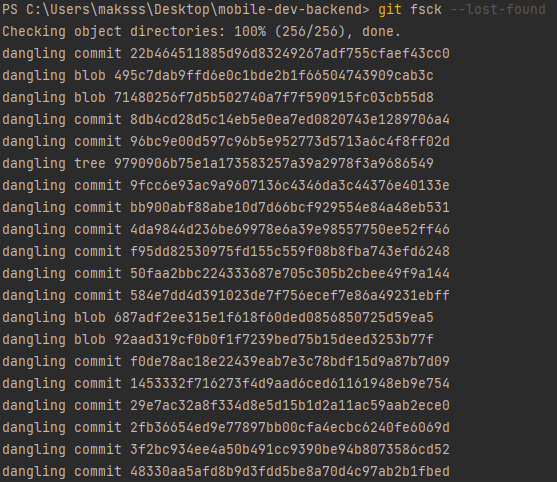 PS C:\Users\maksss\Desktop\mobile-dev-backend> git fsck --lost-found
Checking object directories: 100% (256/256), done.
dangling commit 22b464511885d96d83249267adf755cfaef43cc0
dangling blob 495c7dab9ffd6e0c1bde2b1f66504743909cab3c
dangling blob 71480256f7d5b502740a7f7f590915fc03cb55d8
dangling commit 8db4cd28d5c14eb5e0ea7ed0820743e1289706a4
dangling commit 96bc9e00d597c96b5e952773d5713a6c4f8ff02d
dangling tree 9790906b75e1a173583257a39a2978f3a9686549
dangling commit 9fcc6e93ac9a9607136c4346da3c44376e40133e
dangling commit bb900abf88abe10d7d66bcf929554e84a48eb531
dangling commit 4da9844d236be69978e6a39e98557750ee52ff46
dangling commit f95dd82530975fd155c559f08b8fba743efd6248
dangling commit 50faa2bbc224333687e705c305b2cbee49f9a144
dangling commit 584e7dd4d391023de7f756ecef7e86a49231ebff
dangling blob 687adf2ee315e1f618f60ded0856850725d59ea5
dangling blob 92aad319cf0b0f1f7239bed75b15deed3253b77f
dangling commit f0de78ac18e22439eab7e3c78bdf15d9a87b7d09
dangling commit 1453332f716273f4d9aad6ced61161948eb9e754
dangling commit 29e7ac32a8f334d8e5d15b1d2a11ac59aab2ece0
dangling commit 2fb36654ed9e77897bb00cfa4ecbc6240fe6069d
dangling commit 3f2bc934ee4a50b491cc9390be94b8073586cd52
dangling commit 48330aa5afd8b9d3fdd5be8a70d4c97ab2b1fbed